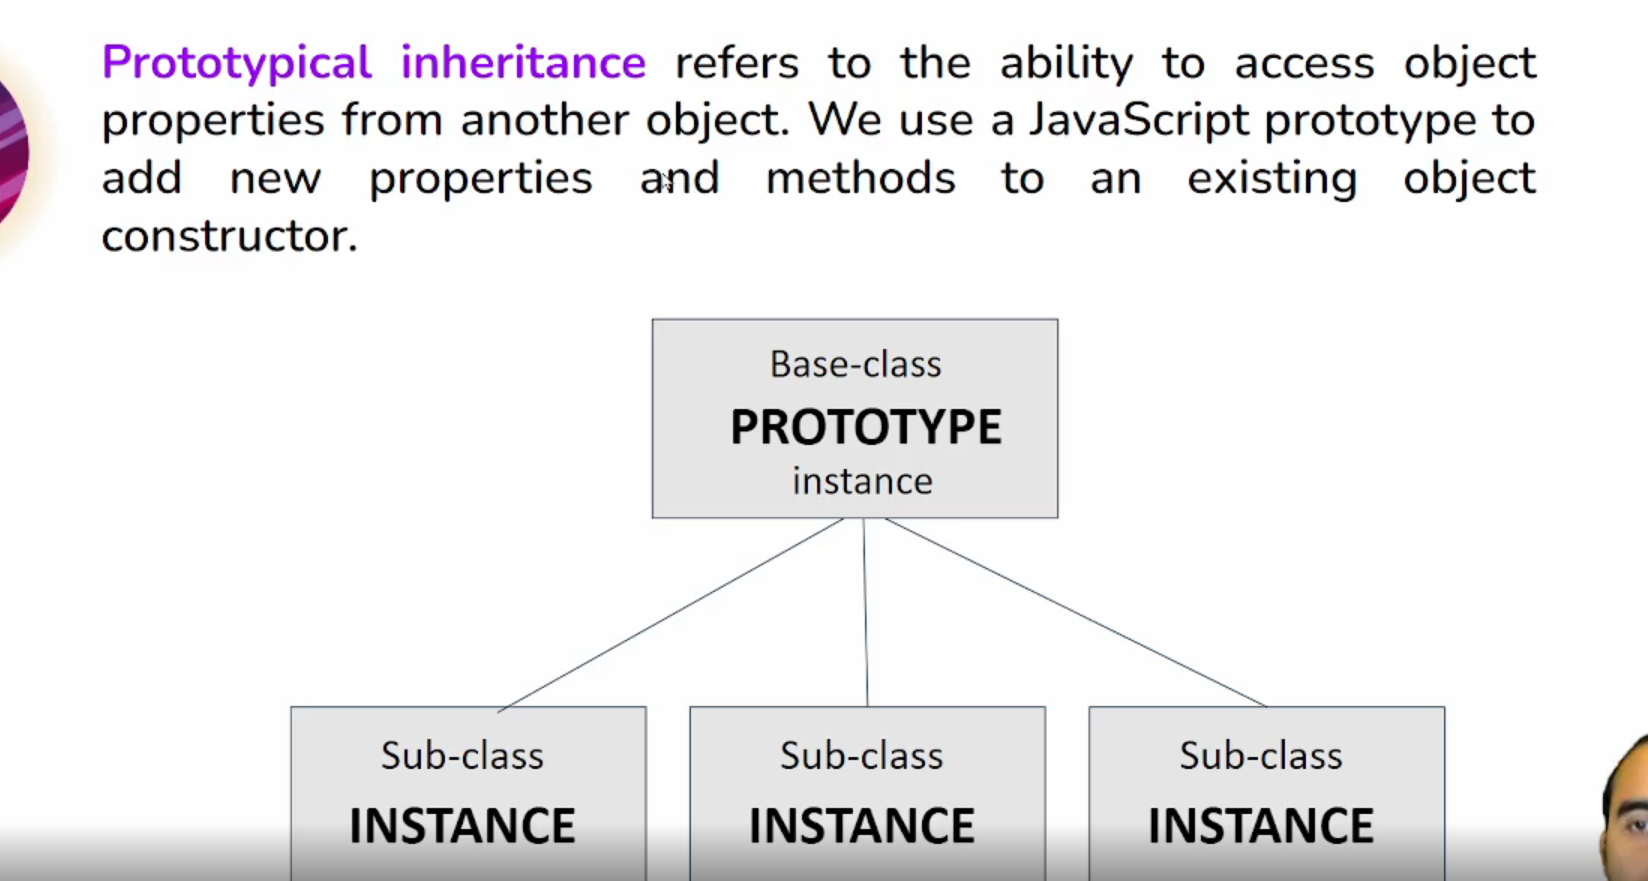 Prototypical inheritance refers to the ability to access object
properties from another object. We use a JavaScript prototype to
add new properties and methods to an existing object
constructor.
Base-class
PROTOTYPE
instance
Sub-class Sub-class Sub-class
INSTANCE INSTANCE INSTANCE